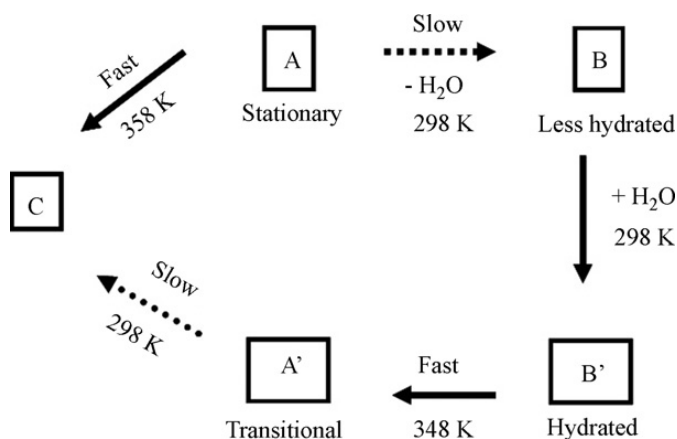 Fast
358 K
A
Stationary
Slow
- H₂O
298 K
B
Less hydrated
C
+ H₂O
298 K
Slow
298 K
A’
Transitional
Fast
348 K
B’
Hydrated